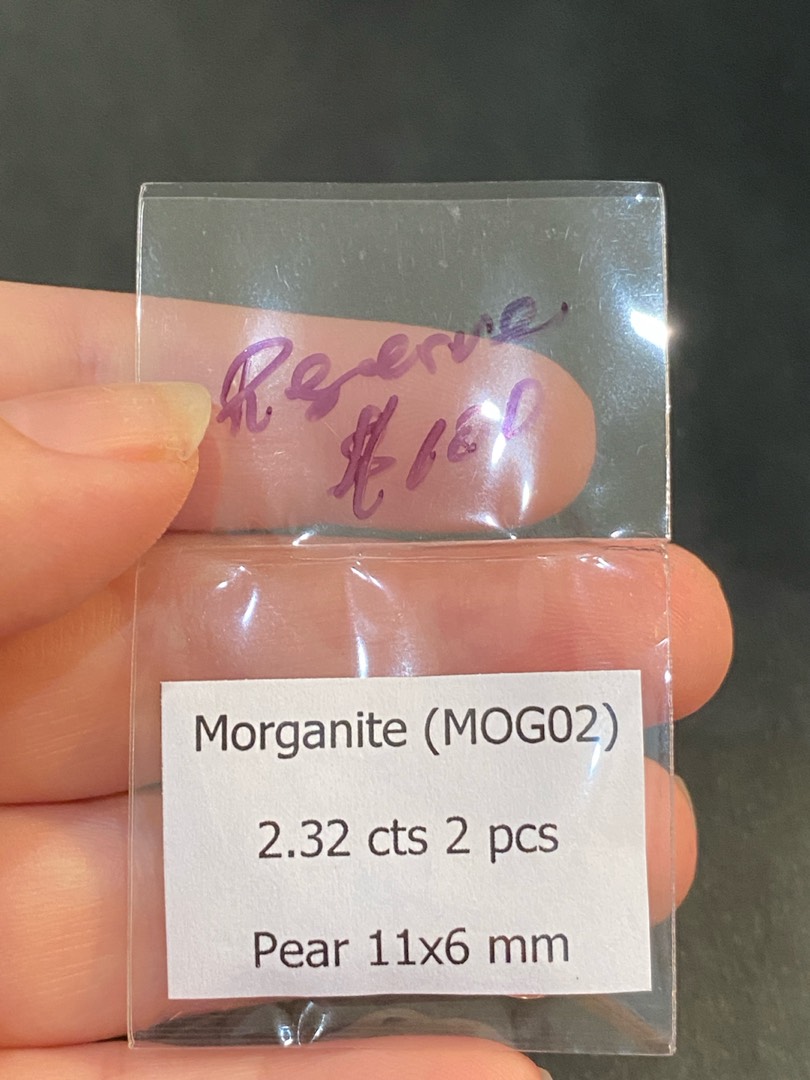 Reserve.
$180
Morganite (MOG02)
2.32 cts 2 pcs
Pear 11x6 mm